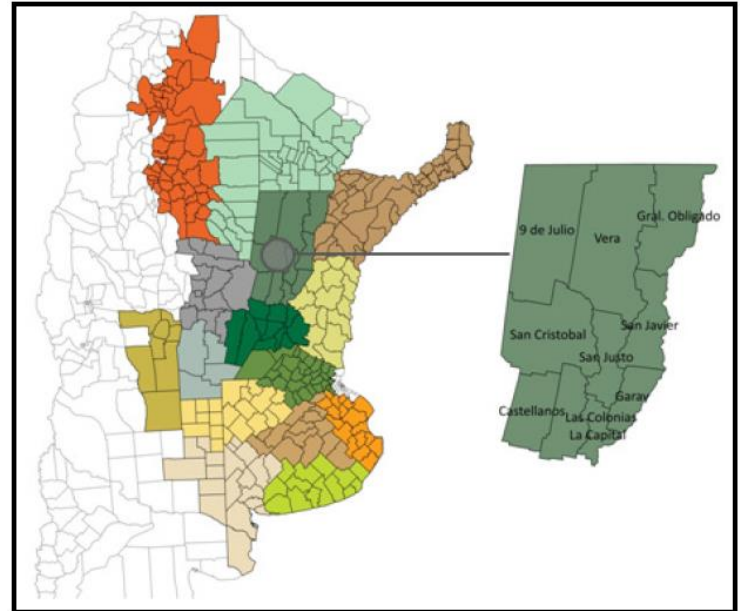 9 de Julio
Gral. Obligado
Vera
San Cristobal
San Javier
San Justo
Garay
Castellanos
Las Colonias
La Capital